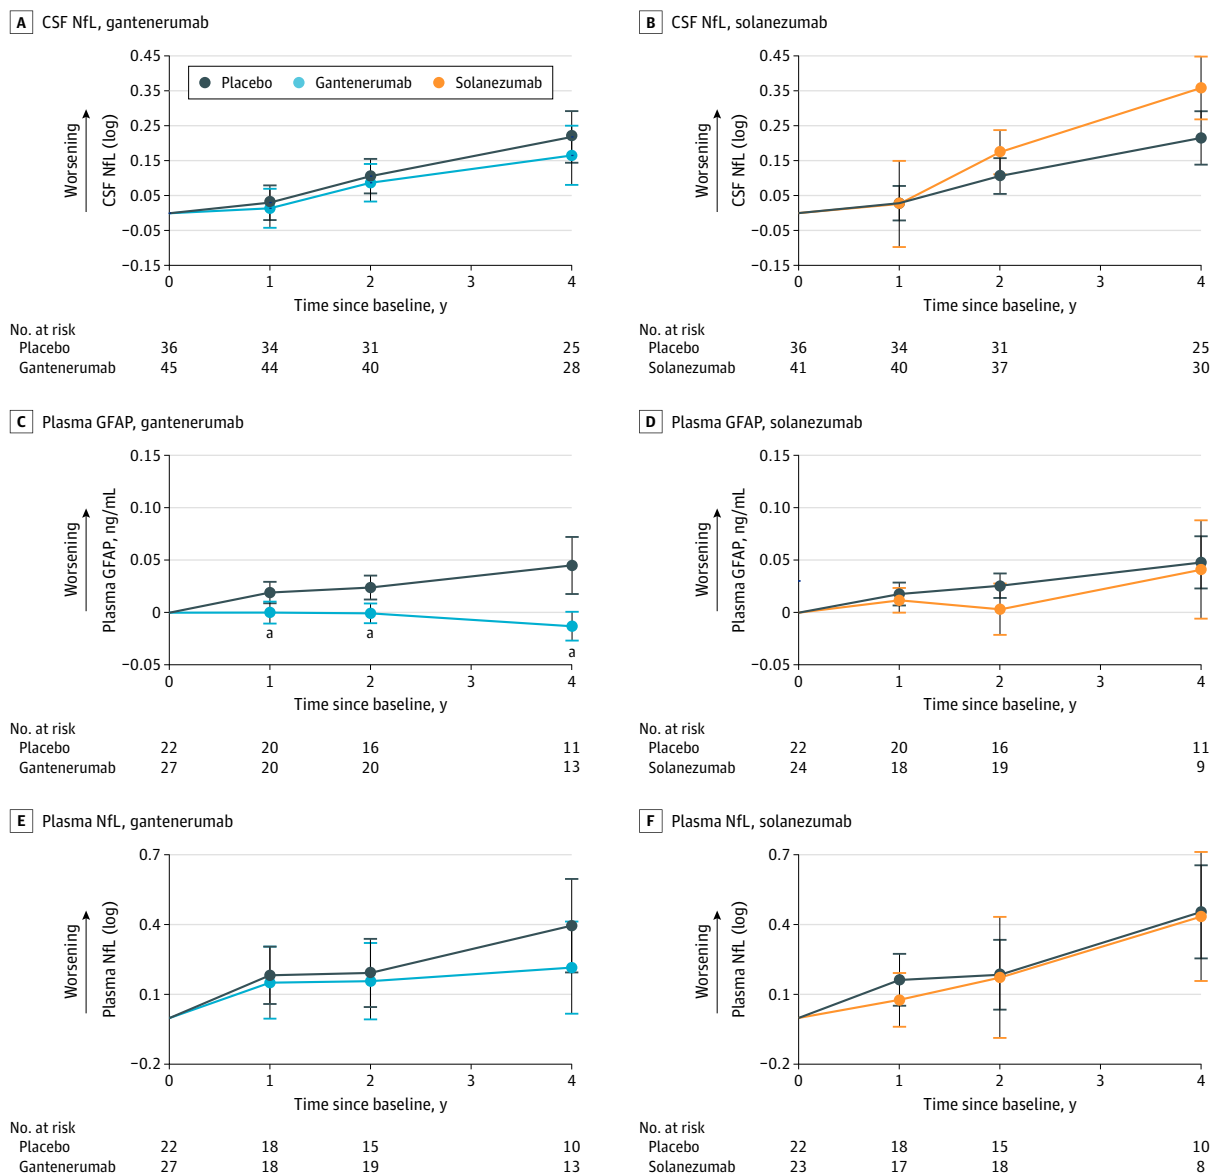 A CSF NfL, gantenerumab
0.45
0.35
0.25
0.15
0.05
−0.05
−0.15
Worsening
CSF NfL (log)
Placebo Gantenerumab Solanezumab
0 1 2 3 4
Time since baseline, y
No. at risk
Placebo 36 34 31 25
Gantenerumab 45 44 40 28
B CSF NfL, solanezumab
0.45
0.35
0.25
0.15
0.05
−0.05
−0.15
Worsening
CSF NfL (log)
0 1 2 3 4
Time since baseline, y
No. at risk
Placebo 36 34 31 25
Solanezumab 41 40 37 30
C Plasma GFAP, gantenerumab
0.15
0.10
0.05
0
−0.05
Worsening
Plasma GFAP, ng/mL
a a a
0 1 2 3 4
Time since baseline, y
No. at risk
Placebo 22 20 16 11
Gantenerumab 27 20 20 13
D Plasma GFAP, solanezumab
0.15
0.10
0.05
0
−0.05
Worsening
Plasma GFAP, ng/mL
0 1 2 3 4
Time since baseline, y
No. at risk
Placebo 22 20 16 11
Solanezumab 24 18 19 9
E Plasma NfL, gantenerumab
0.7
0.4
0.1
−0.2
Worsening
Plasma NfL (log)
0 1 2 3 4
Time since baseline, y
No. at risk
Placebo 22 18 15 10
Gantenerumab 27 18 19 13
F Plasma NfL, solanezumab
0.7
0.4
0.1
−0.2
Worsening
Plasma NfL (log)
0 1 2 3 4
Time since baseline, y
No. at risk
Placebo 22 18 15 10
Solanezumab 23 17 18 8